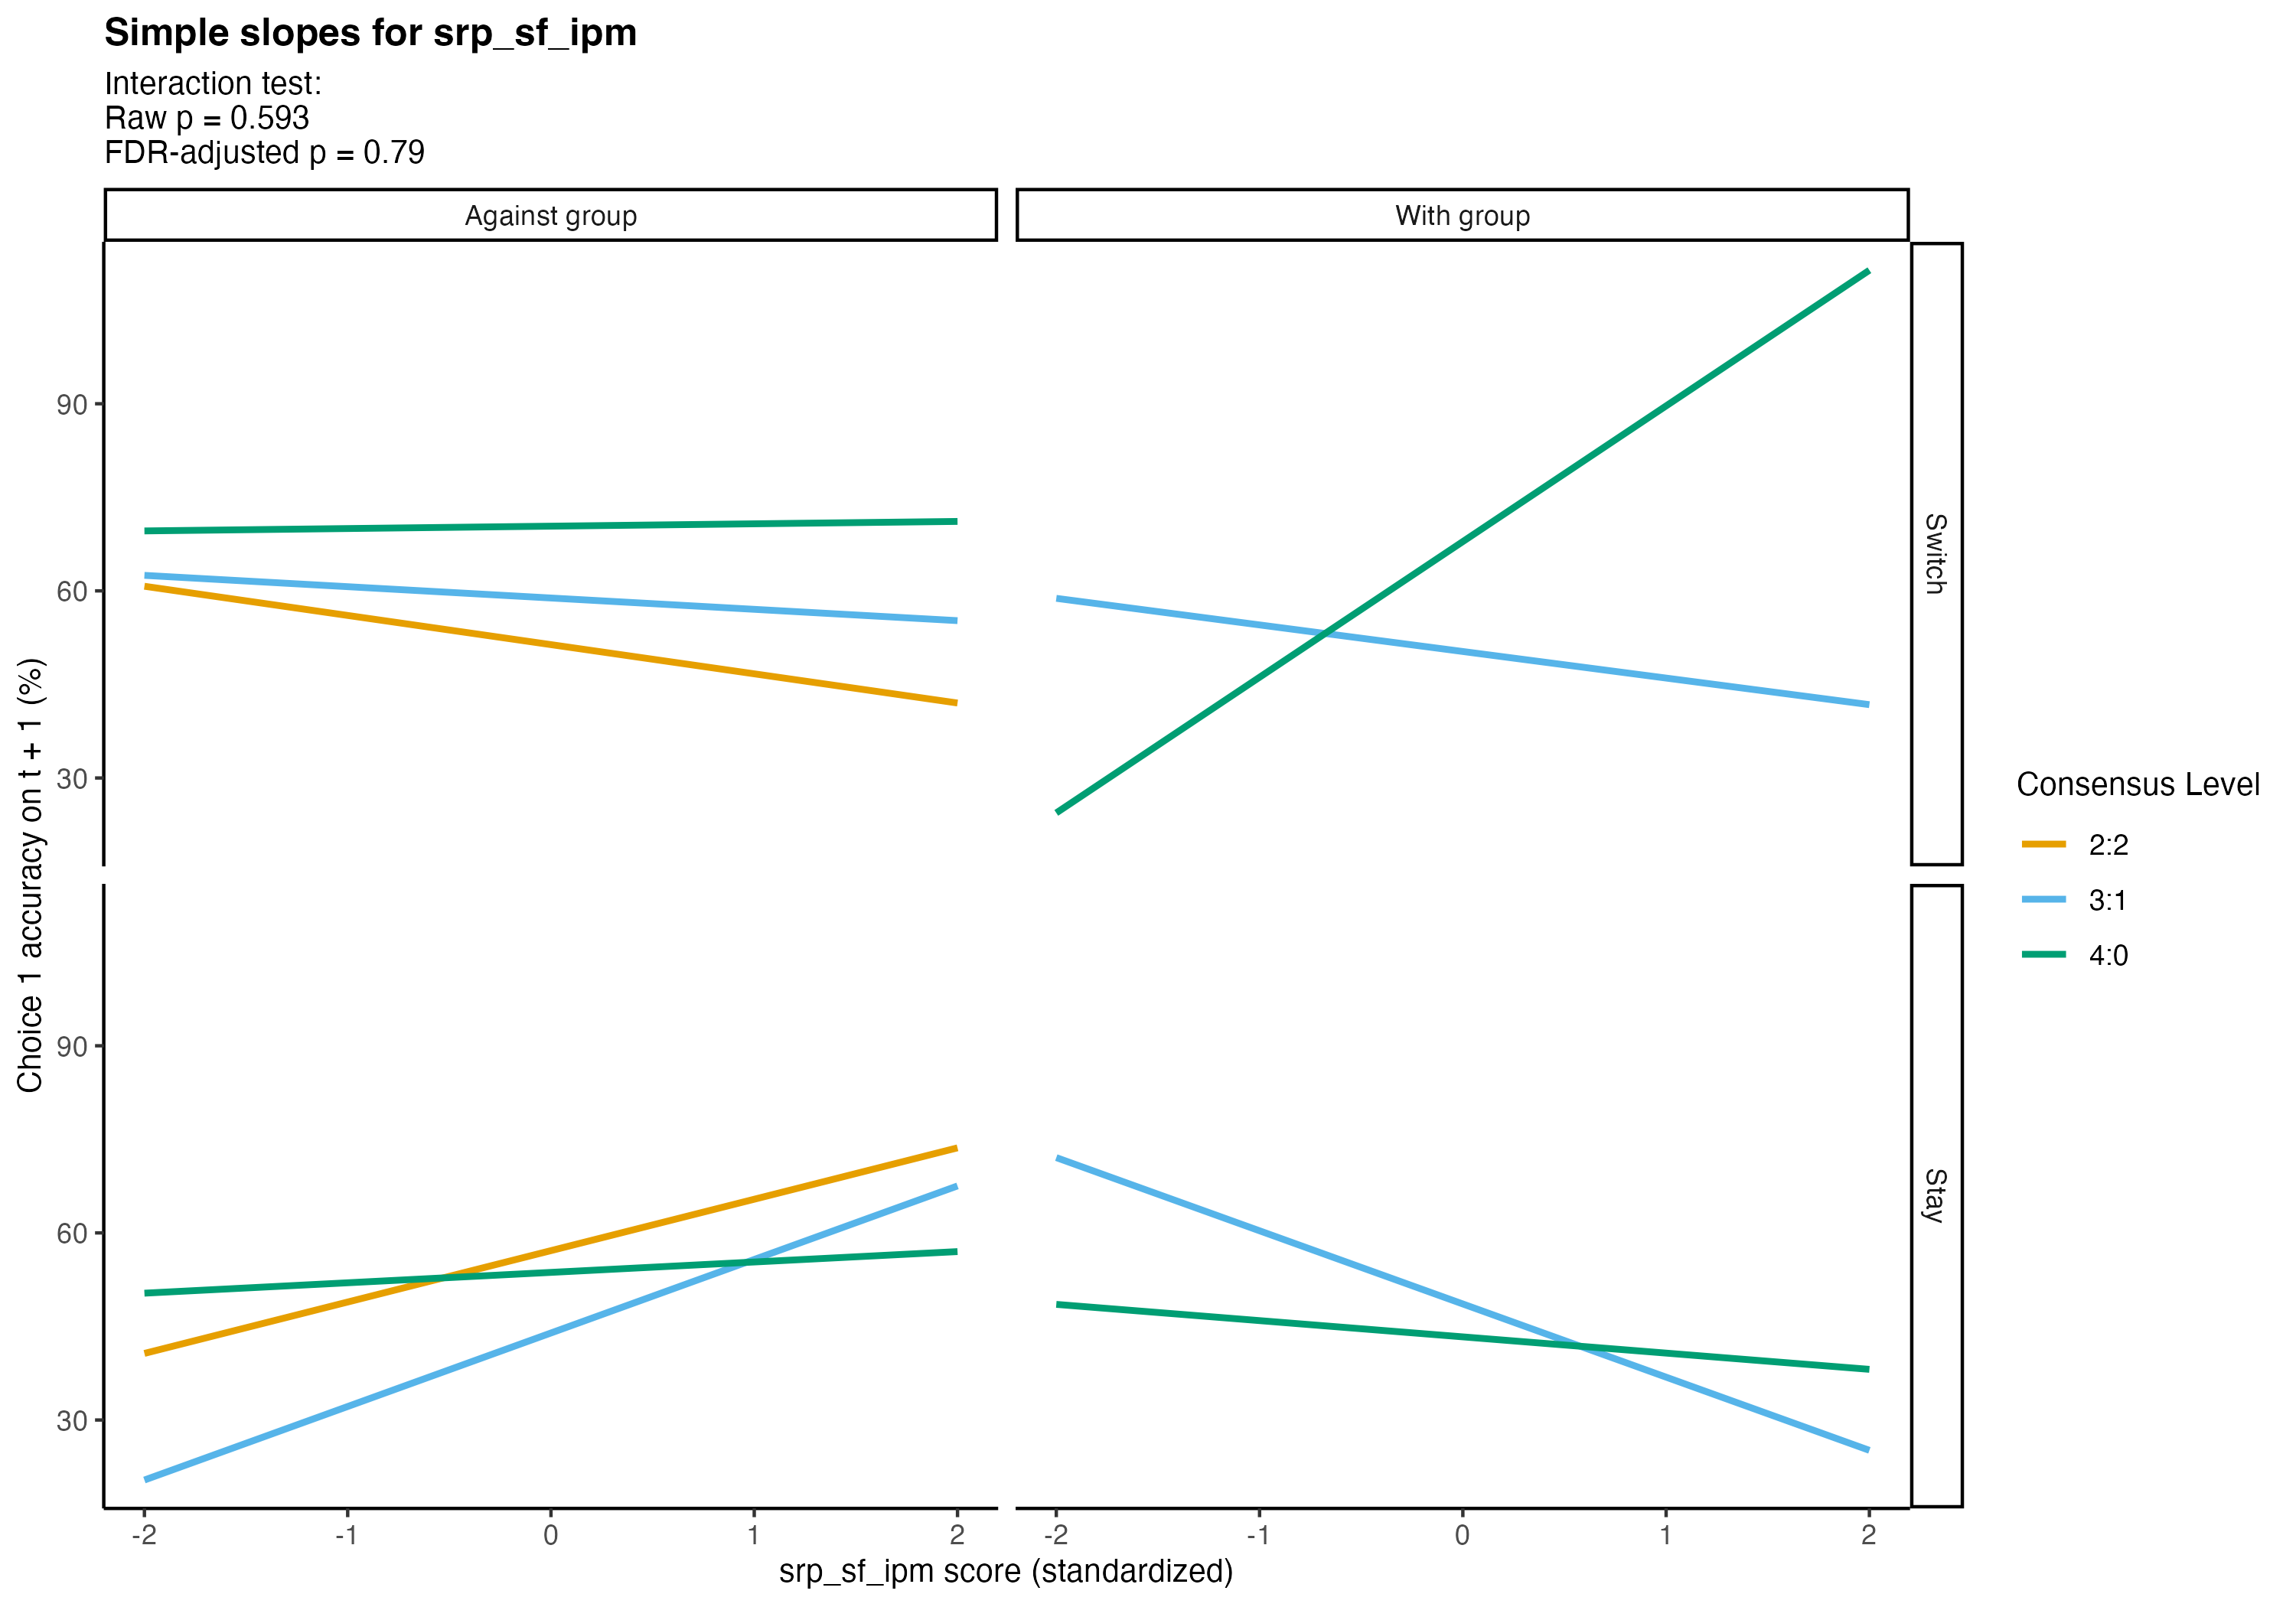 Simple slopes for srp_sf_ipm
Interaction test:
Raw p = 0.593
FDR-adjusted p = 0.79
Against group
With group
Switch
Stay
Choice 1 accuracy on t + 1 (%)
90
60
30
90
60
30
-2
-1
0
1
2
-2
-1
0
1
2
srp_sf_ipm score (standardized)
Consensus Level
2:2
3:1
4:0